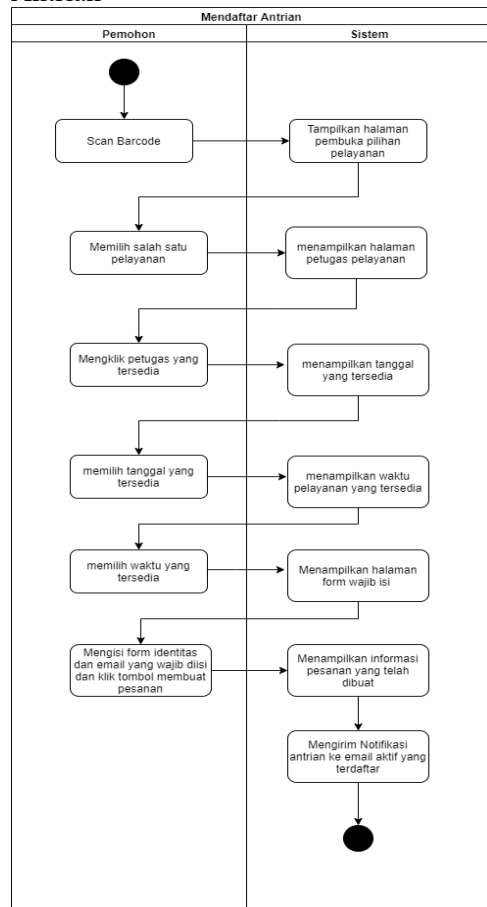 Mendaftar Antrian
Pemohon
Sistem
Scan Barcode
Tampilkan halaman
pembuka pilihan
pelayanan
Memilih salah satu
pelayanan
menampilkan halaman
petugas pelayanan
Mengklik petugas yang
tersedia
menampilkan tanggal
yang tersedia
memilih tanggal yang
tersedia
menampilkan waktu
pelayanan yang tersedia
memilih waktu yang
tersedia
Menampilkan halaman
form wajib isi
Mengisi form identitas
dan email yang wajib diisi
dan klik tombol membuat
pesanan
Menampilkan informasi
pesanan yang telah
dibuat
Mengirim Notifikasi
antrian ke email aktif yang
terdaftar